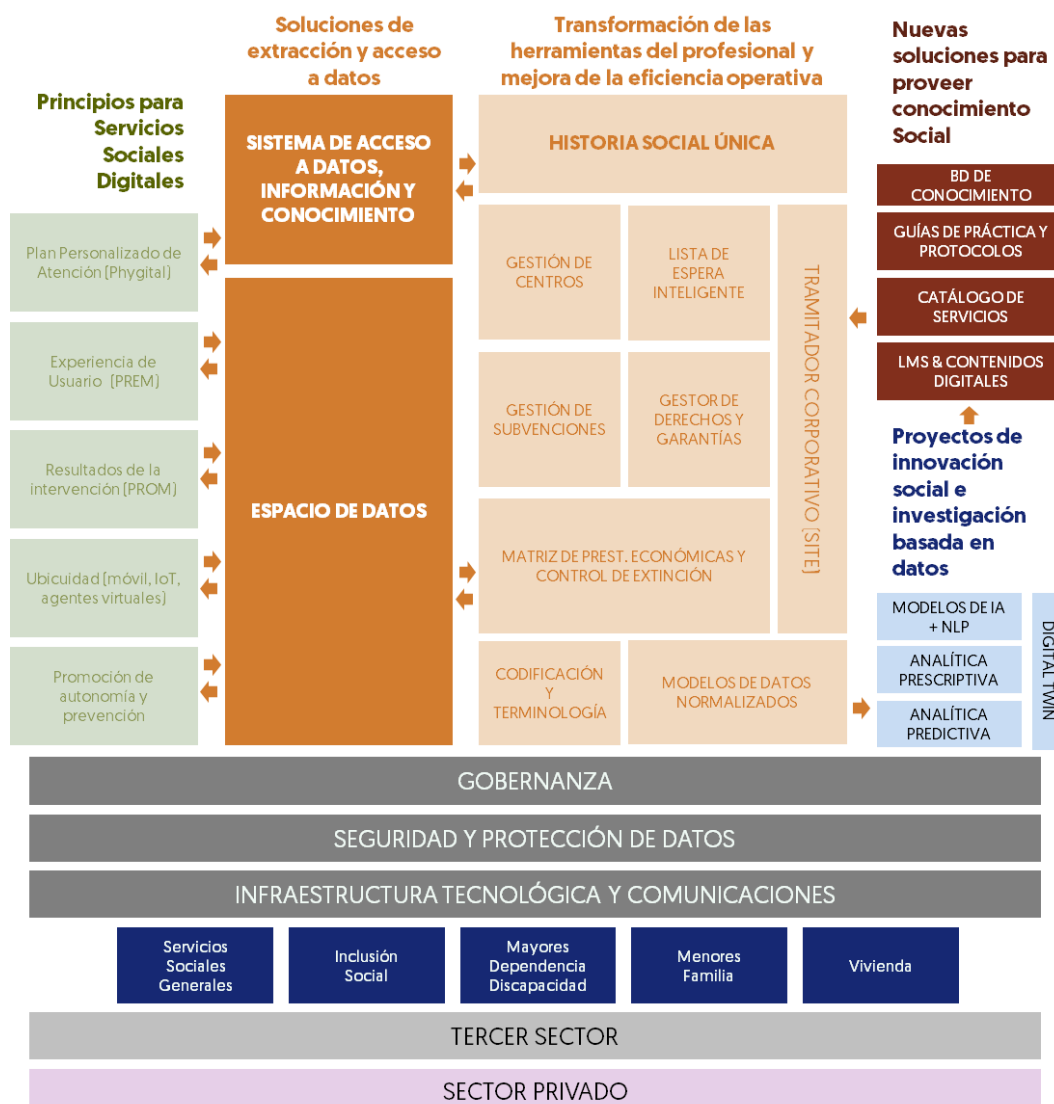 Principios para
Servicios
Sociales
Digitales
Plan Personalizado de
Atención (Phygital)
Experiencia de
Usuario (PREM)
Resultados de la
intervención (PROM)
Ubicuidad (móvil, IoT,
agentes virtuales)
Promoción de
autonomía y
prevención
Soluciones de
extracción y acceso
a datos
SISTEMA DE ACCESO
A DATOS,
INFORMACIÓN Y
CONOCIMIENTO
ESPACIO DE DATOS
Transformación de las
herramientas del profesional y
mejora de la eficiencia operativa
HISTORIA SOCIAL ÚNICA
GESTIÓN DE
CENTROS
LISTA DE
ESPERA
INTELIGENTE
GESTIÓN DE
SUBVENCIONES
GESTOR DE
DERECHOS Y
GARANTÍAS
TRAMITADOR CORPORATIVO (SITE)
MATRIZ DE PREST. ECONÓMICAS Y
CONTROL DE EXTINCIÓN
CODIFICACIÓN
Y
TERMINOLOGÍA
MODELOS DE DATOS
NORMALIZADOS
Nuevas
soluciones para
proveer
conocimiento
Social
BD DE
CONOCIMIENTO
GUÍAS DE PRÁCTICA Y
PROTOCOLOS
CATÁLOGO DE
SERVICIOS
LMS & CONTENIDOS
DIGITALES
Proyectos de
innovación
social e
investigación
basada en
datos
MODELOS DE IA
+ NLP
ANALÍTICA
PRESCRIPTIVA
ANALÍTICA
PREDICTIVA
DIGITAL TWIN
GOBERNANZA
SEGURIDAD Y PROTECCIÓN DE DATOS
INFRAESTRUCTURA TECNOLÓGICA Y COMUNICACIONES
Servicios
Sociales
Generales
Inclusión
Social
Mayores
Dependencia
Discapacidad
Menores
Familia
Vivienda
TERCER SECTOR
SECTOR PRIVADO